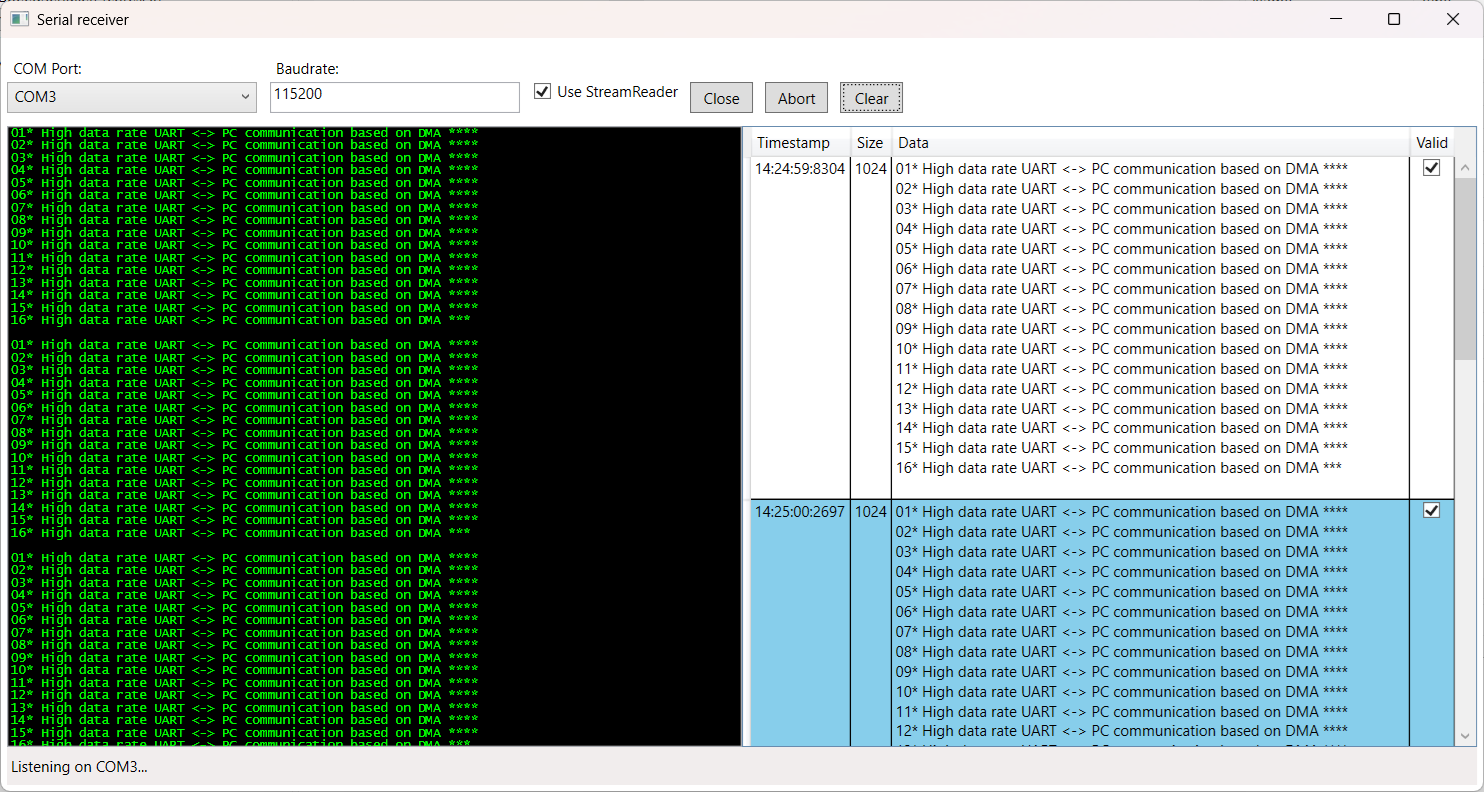 Serial receiver
COM Port:
Baudrate:
COM3
115200
Use StreamReader
Close
Abort
Clear
01* High data rate UART <-> PC communication based on DMA ****
02* High data rate UART <-> PC communication based on DMA ****
03* High data rate UART <-> PC communication based on DMA ****
04* High data rate UART <-> PC communication based on DMA ****
05* High data rate UART <-> PC communication based on DMA ****
06* High data rate UART <-> PC communication based on DMA ****
07* High data rate UART <-> PC communication based on DMA ****
08* High data rate UART <-> PC communication based on DMA ****
09* High data rate UART <-> PC communication based on DMA ****
10* High data rate UART <-> PC communication based on DMA ****
11* High data rate UART <-> PC communication based on DMA ****
12* High data rate UART <-> PC communication based on DMA ****
13* High data rate UART <-> PC communication based on DMA ****
14* High data rate UART <-> PC communication based on DMA ****
15* High data rate UART <-> PC communication based on DMA ****
16* High data rate UART <-> PC communication based on DMA ***
01* High data rate UART <-> PC communication based on DMA ****
02* High data rate UART <-> PC communication based on DMA ****
03* High data rate UART <-> PC communication based on DMA ****
04* High data rate UART <-> PC communication based on DMA ****
05* High data rate UART <-> PC communication based on DMA ****
06* High data rate UART <-> PC communication based on DMA ****
07* High data rate UART <-> PC communication based on DMA ****
08* High data rate UART <-> PC communication based on DMA ****
09* High data rate UART <-> PC communication based on DMA ****
10* High data rate UART <-> PC communication based on DMA ****
11* High data rate UART <-> PC communication based on DMA ****
12* High data rate UART <-> PC communication based on DMA ****
13* High data rate UART <-> PC communication based on DMA ****
14* High data rate UART <-> PC communication based on DMA ****
15* High data rate UART <-> PC communication based on DMA ****
16* High data rate UART <-> PC communication based on DMA ***
01* High data rate UART <-> PC communication based on DMA ****
02* High data rate UART <-> PC communication based on DMA ****
03* High data rate UART <-> PC communication based on DMA ****
04* High data rate UART <-> PC communication based on DMA ****
05* High data rate UART <-> PC communication based on DMA ****
06* High data rate UART <-> PC communication based on DMA ****
07* High data rate UART <-> PC communication based on DMA ****
08* High data rate UART <-> PC communication based on DMA ****
09* High data rate UART <-> PC communication based on DMA ****
10* High data rate UART <-> PC communication based on DMA ****
11* High data rate UART <-> PC communication based on DMA ****
12* High data rate UART <-> PC communication based on DMA ****
13* High data rate UART <-> PC communication based on DMA ****
14* High data rate UART <-> PC communication based on DMA ****
15* High data rate UART <-> PC communication based on DMA ****
16* High data rate UART <-> PC communication based on DMA ***
Timestamp Size Data Valid
14:24:59:8304 1024 01* High data rate UART <-> PC communication based on DMA ****
02* High data rate UART <-> PC communication based on DMA ****
03* High data rate UART <-> PC communication based on DMA ****
04* High data rate UART <-> PC communication based on DMA ****
05* High data rate UART <-> PC communication based on DMA ****
06* High data rate UART <-> PC communication based on DMA ****
07* High data rate UART <-> PC communication based on DMA ****
08* High data rate UART <-> PC communication based on DMA ****
09* High data rate UART <-> PC communication based on DMA ****
10* High data rate UART <-> PC communication based on DMA ****
11* High data rate UART <-> PC communication based on DMA ****
12* High data rate UART <-> PC communication based on DMA ****
13* High data rate UART <-> PC communication based on DMA ****
14* High data rate UART <-> PC communication based on DMA ****
15* High data rate UART <-> PC communication based on DMA ****
16* High data rate UART <-> PC communication based on DMA ***
14:25:00:2697 1024 01* High data rate UART <-> PC communication based on DMA ****
02* High data rate UART <-> PC communication based on DMA ****
03* High data rate UART <-> PC communication based on DMA ****
04* High data rate UART <-> PC communication based on DMA ****
05* High data rate UART <-> PC communication based on DMA ****
06* High data rate UART <-> PC communication based on DMA ****
07* High data rate UART <-> PC communication based on DMA ****
08* High data rate UART <-> PC communication based on DMA ****
09* High data rate UART <-> PC communication based on DMA ****
10* High data rate UART <-> PC communication based on DMA ****
11* High data rate UART <-> PC communication based on DMA ****
12* High data rate UART <-> PC communication based on DMA ****
Listening on COM3...